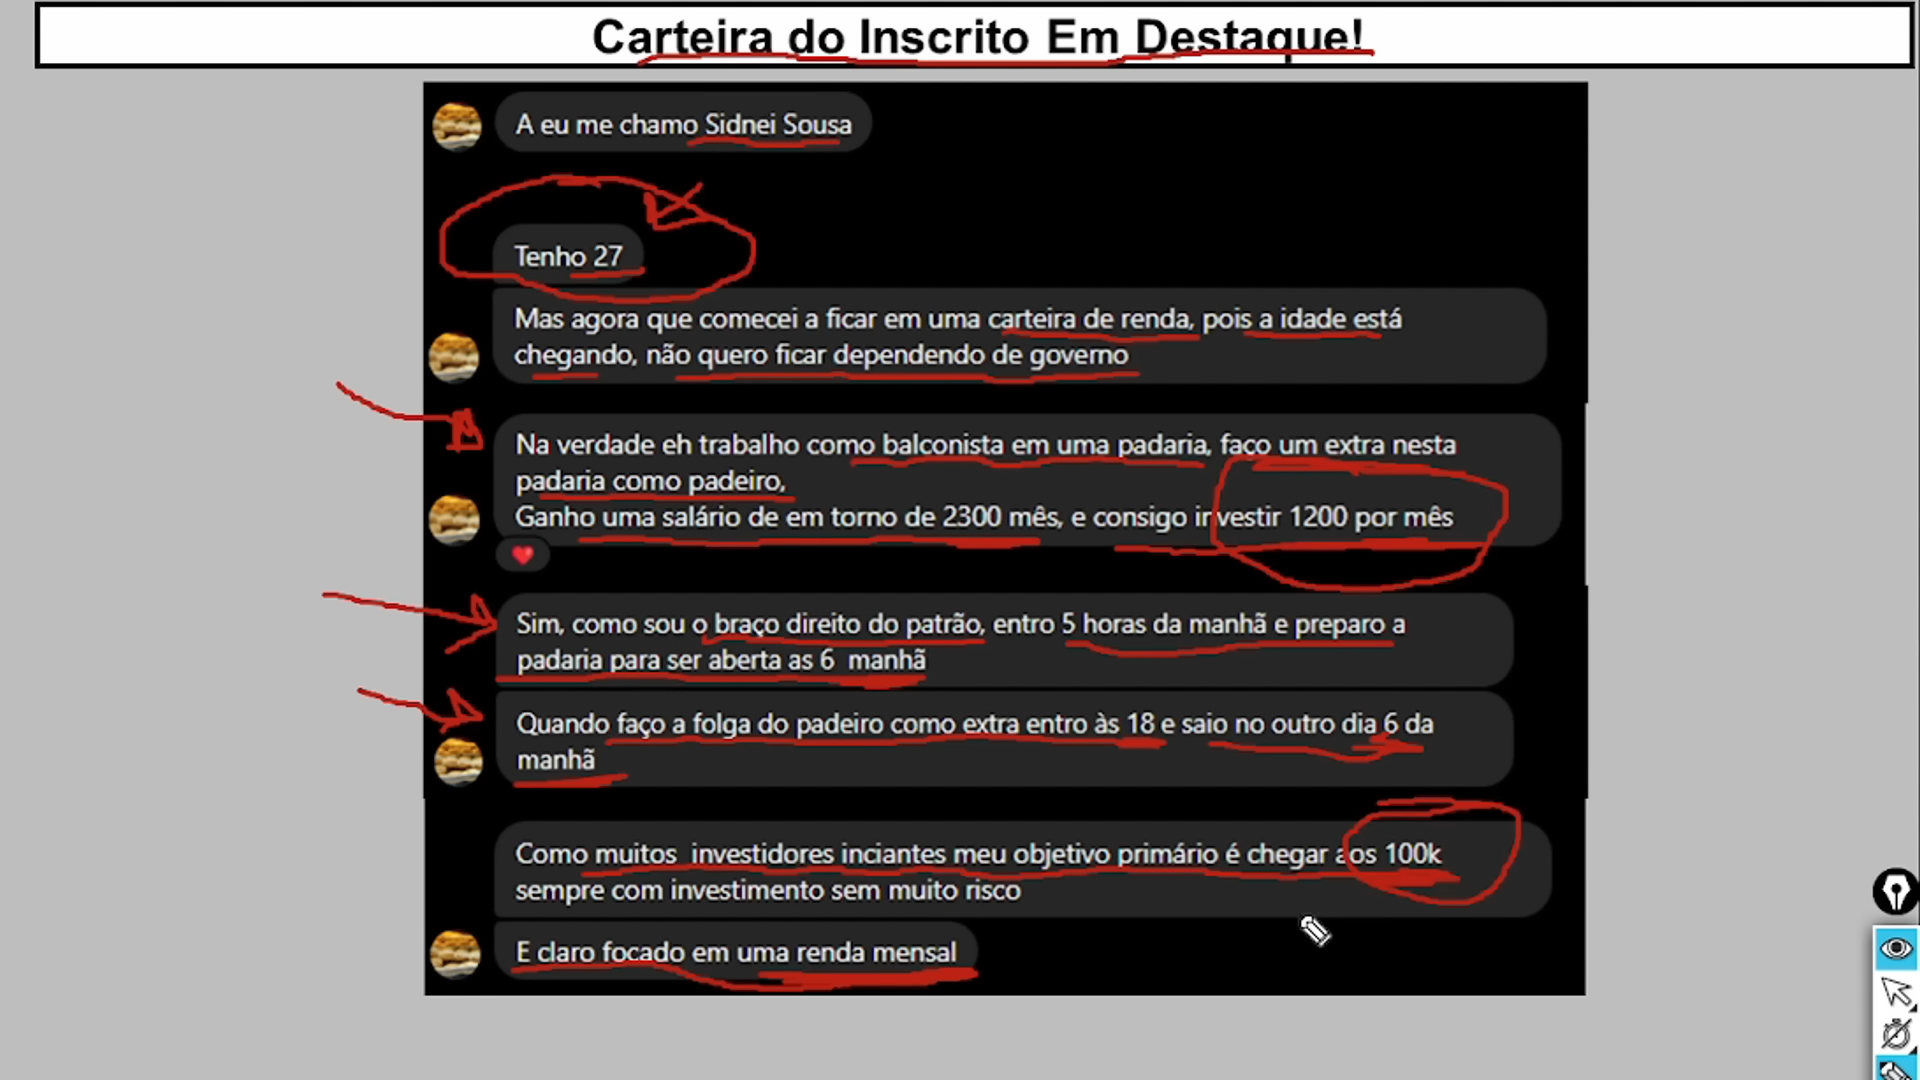 Carteira do Inscrito Em Destaque!
A eu me chamo Sidnei Sousa
Tenho 27
Mas agora que comecei a ficar em uma carteira de renda, pois a idade está
chegando, não quero ficar dependendo de governo
Na verdade eh trabalho como balconista em uma padaria, faço um extra nesta
padaria como padeiro,
Ganho uma salário de em torno de 2300 mês, e consigo investir 1200 por mês
Sim, como sou o braço direito do patrão, entro 5 horas da manhã e preparo a
padaria para ser aberta as 6 manhã
Quando faço a folga do padeiro como extra entro às 18 e saio no outro dia 6 da
manhã
Como muitos investidores inciantes meu objetivo primário é chegar aos 100k
sempre com investimento sem muito risco
E claro focado em uma renda mensal